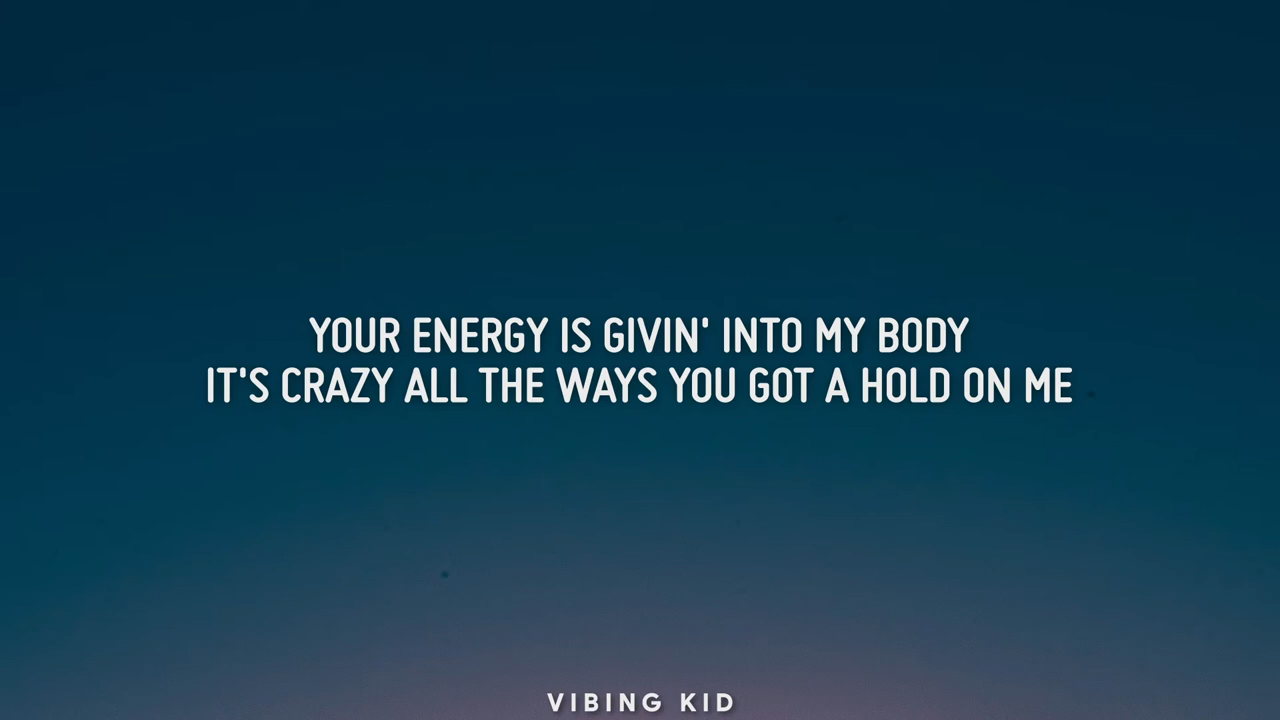 YOUR ENERGY IS GIVIN' INTO MY BODY
IT'S CRAZY ALL THE WAYS YOU GOT A HOLD ON ME
VIBING KID